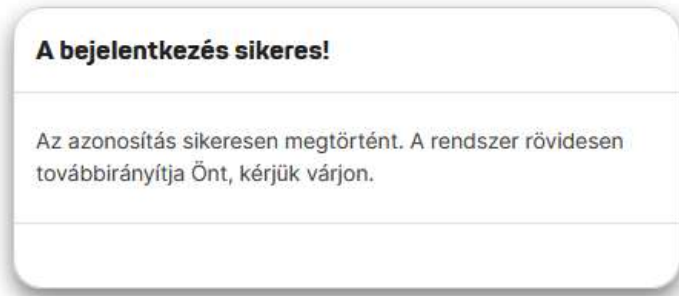 A bejelentkezés sikeres!
Az azonosítás sikeresen megtörtént. A rendszer rövidesen
továbbirányítja Önt, kérjük várjon.